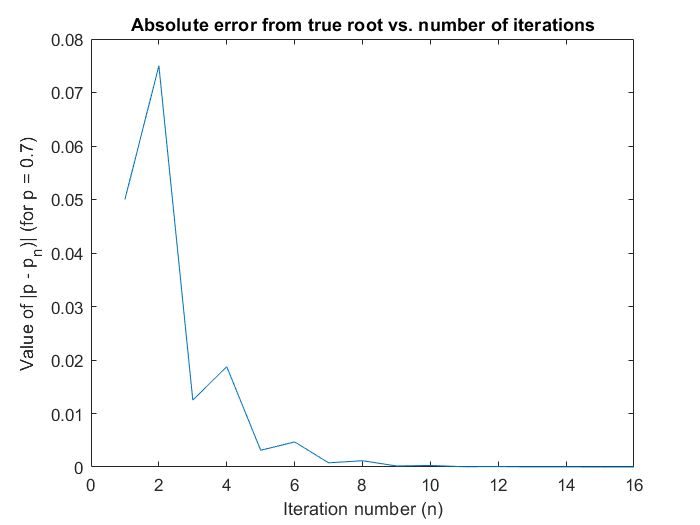 Absolute error from true root vs. number of iterations
0.08
0.07
0.06
0.05
0.04
0.03
0.02
0.01
0
Value of |p - p_n)| (for p = 0.7)
0 2 4 6 8 10 12 14 16
Iteration number (n)